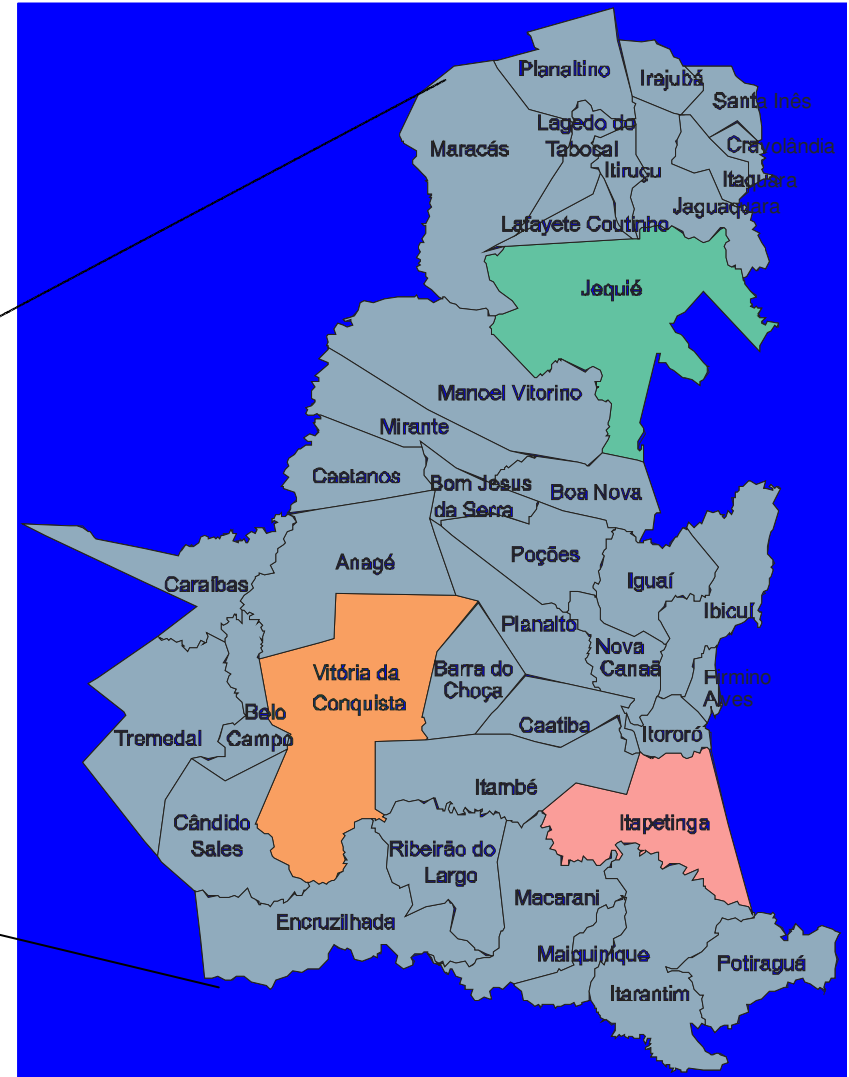 Planaltino
Irajubá
Santa Inês
Lagedo do
Tabocal
Maracás
Cravolândia
Itiruçu
Itaquara
Jaguaquara
Lafayete Coutinho
Jequié
Manoel Vitorino
Mirante
Caetanos
Bom Jesus
da Serra
Boa Nova
Anagé
Poções
Iguaí
Caraíbas
Ibicuí
Planalto
Nova
Canaã
Vitória da
Conquista
Barra do
Choça
Firmino
Alves
Belo
Campo
Tremedal
Caatiba
Itororó
Itambé
Cândido
Sales
Itapetinga
Ribeirão do
Largo
Macarani
Encruzilhada
Maiquinique
Potiraguá
Itarantim